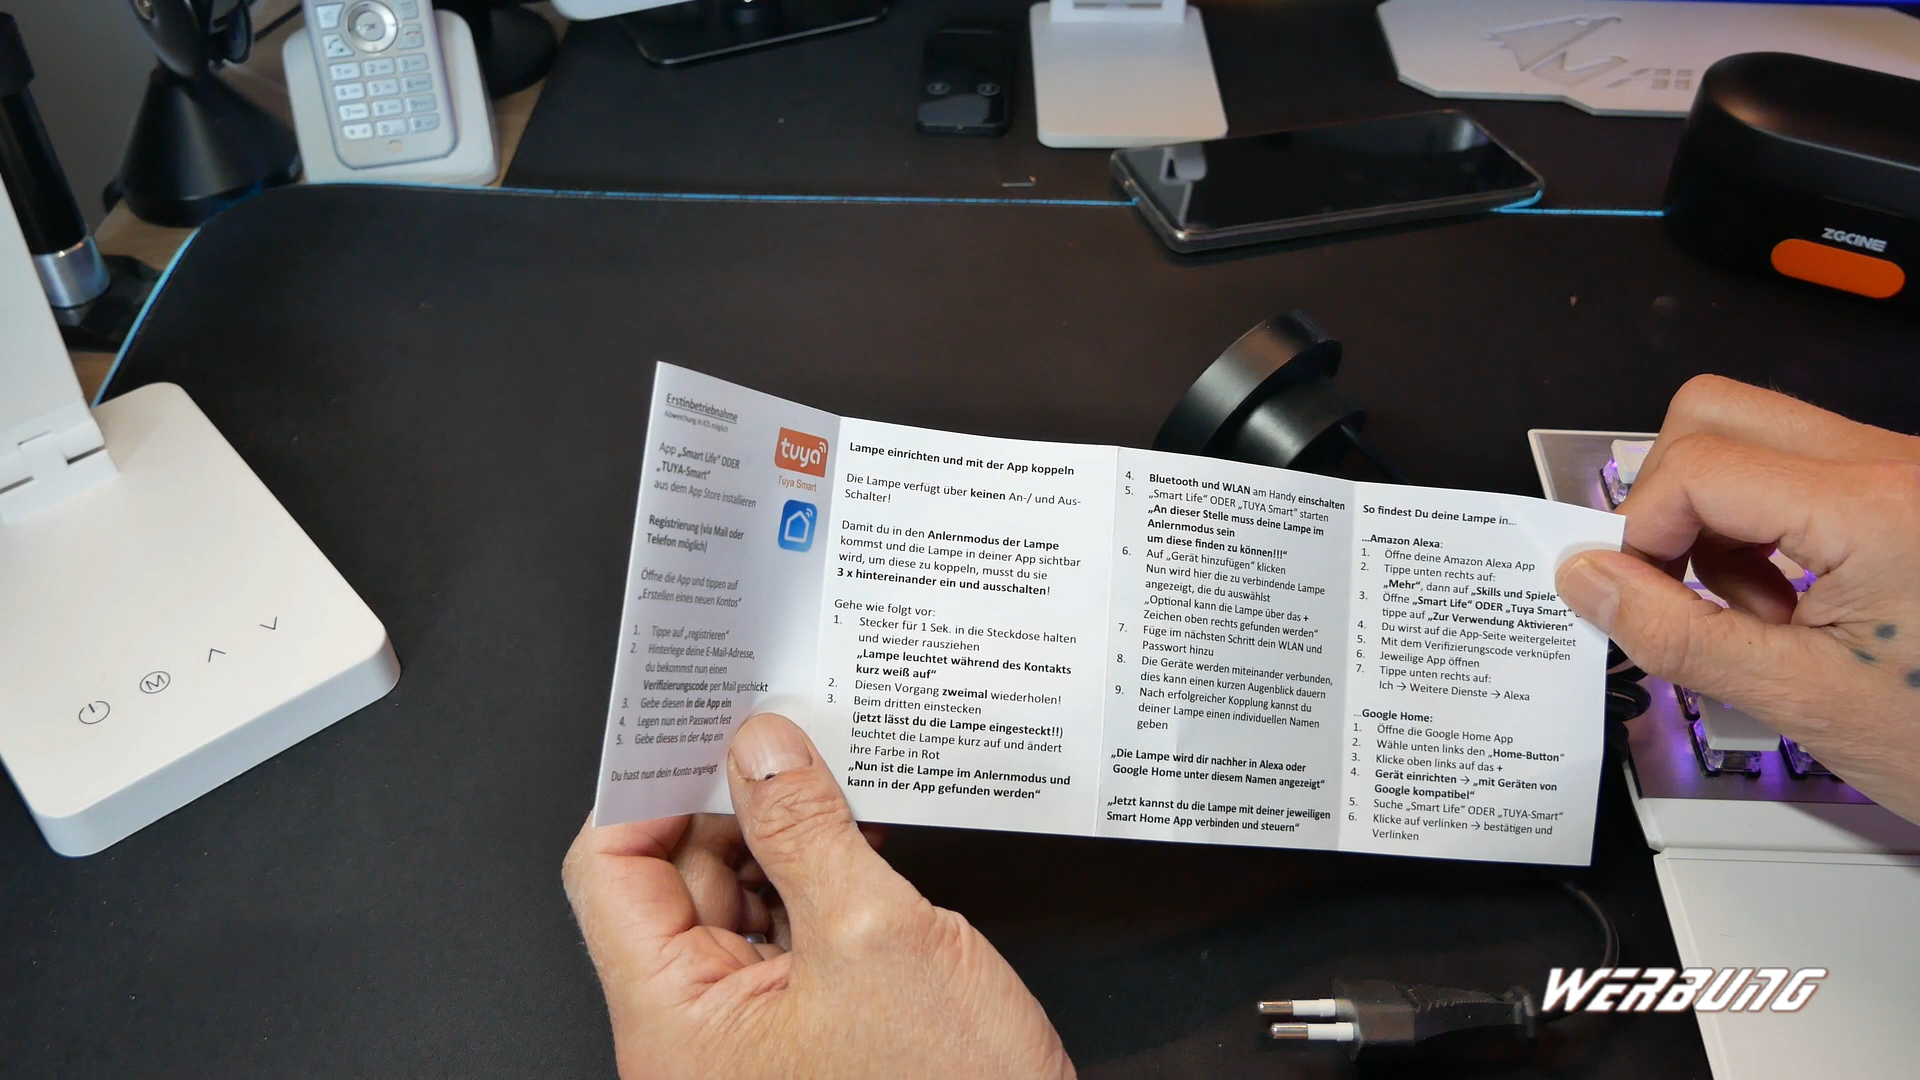 ZGCINE
Erstinbetriebnahme
Abweichung in iOS möglich
App „Smart Life“ ODER
„TUYA-Smart“
aus dem App Store installieren
Registrierung (via Mail oder
Telefon möglich)
Öffne die App und tippen auf
„Erstellen eines neuen Kontos“
1. Tippe auf „registrieren“
2. Hinterlege deine E-Mail-Adresse,
du bekommst nun einen
Verifizierungscode per Mail geschickt
3. Gebe diesen in die App ein
4. Legen nun ein Passwort fest
5. Gebe dieses in der App ein
Du hast nun dein Konto angelegt
tuya
Tuya Smart
Lampe einrichten und mit der App koppeln
Die Lampe verfügt über keinen An-/ und Aus-
Schalter!
Damit du in den Anlernmodus der Lampe
kommst und die Lampe in deiner App sichtbar
wird, um diese zu koppeln, musst du sie
3 x hintereinander ein und ausschalten!
Gehe wie folgt vor:
1. Stecker für 1 Sek. in die Steckdose halten
und wieder rausziehen
„Lampe leuchtet während des Kontakts
kurz weiß auf“
2. Diesen Vorgang zweimal wiederholen!
3. Beim dritten einstecken
(jetzt lässt du die Lampe eingesteckt!!)
leuchtet die Lampe kurz auf und ändert
ihre Farbe in Rot
„Nun ist die Lampe im Anlernmodus und
kann in der App gefunden werden“
4. Bluetooth und WLAN am Handy einschalten
5. „Smart Life“ ODER „TUYA Smart“ starten
„An dieser Stelle muss deine Lampe im
Anlernmodus sein
um diese finden zu können!!!“
6. Auf „Gerät hinzufügen“ klicken
Nun wird hier die zu verbindende Lampe
angezeigt, die du auswählst
„Optional kann die Lampe über das +
Zeichen oben rechts gefunden werden“
7. Füge im nächsten Schritt dein WLAN und
Passwort hinzu
8. Die Geräte werden miteinander verbunden,
dies kann einen kurzen Augenblick dauern
9. Nach erfolgreicher Kopplung kannst du
deiner Lampe einen individuellen Namen
geben
„Die Lampe wird dir nachher in Alexa oder
Google Home unter diesem Namen angezeigt“
„Jetzt kannst du die Lampe mit deiner jeweiligen
Smart Home App verbinden und steuern“
So findest Du deine Lampe in...
...Amazon Alexa:
1. Öffne deine Amazon Alexa App
2. Tippe unten rechts auf:
„Mehr“, dann auf „Skills und Spiele“
3. Öffne „Smart Life“ ODER „Tuya Smart“
tippe auf „Zur Verwendung Aktivieren“
4. Du wirst auf die App-Seite weitergeleitet
5. Mit dem Verifizierungscode verknüpfen
6. Jeweilige App öffnen
7. Tippe unten rechts auf:
Ich → Weitere Dienste → Alexa
...Google Home:
1. Öffne die Google Home App
2. Wähle unten links den „Home-Button“
3. Klicke oben links auf das +
4. Gerät einrichten → „mit Geräten von
Google kompatibel“
5. Suche „Smart Life“ ODER „TUYA-Smart“
6. Klicke auf verlinken → bestätigen und
Verlinken
M
WERBUNG